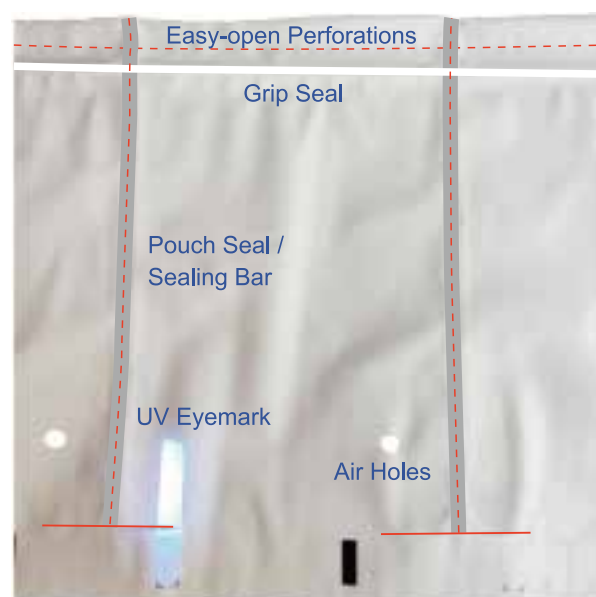 Easy-open Perforations
Grip Seal
Pouch Seal /
Sealing Bar
UV Eyemark
Air Holes